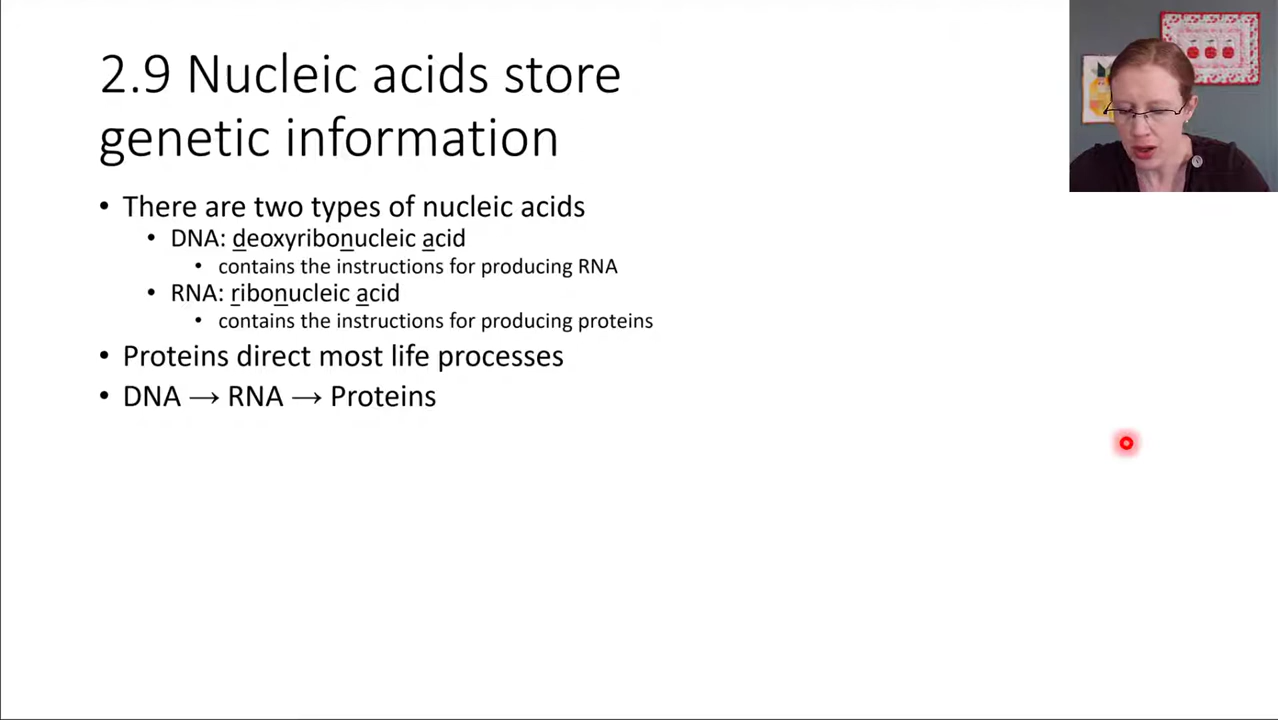 2.9 Nucleic acids store
genetic information
• There are two types of nucleic acids
• DNA: deoxyribonucleic acid
• contains the instructions for producing RNA
• RNA: ribonucleic acid
• contains the instructions for producing proteins
• Proteins direct most life processes
• DNA → RNA → Proteins